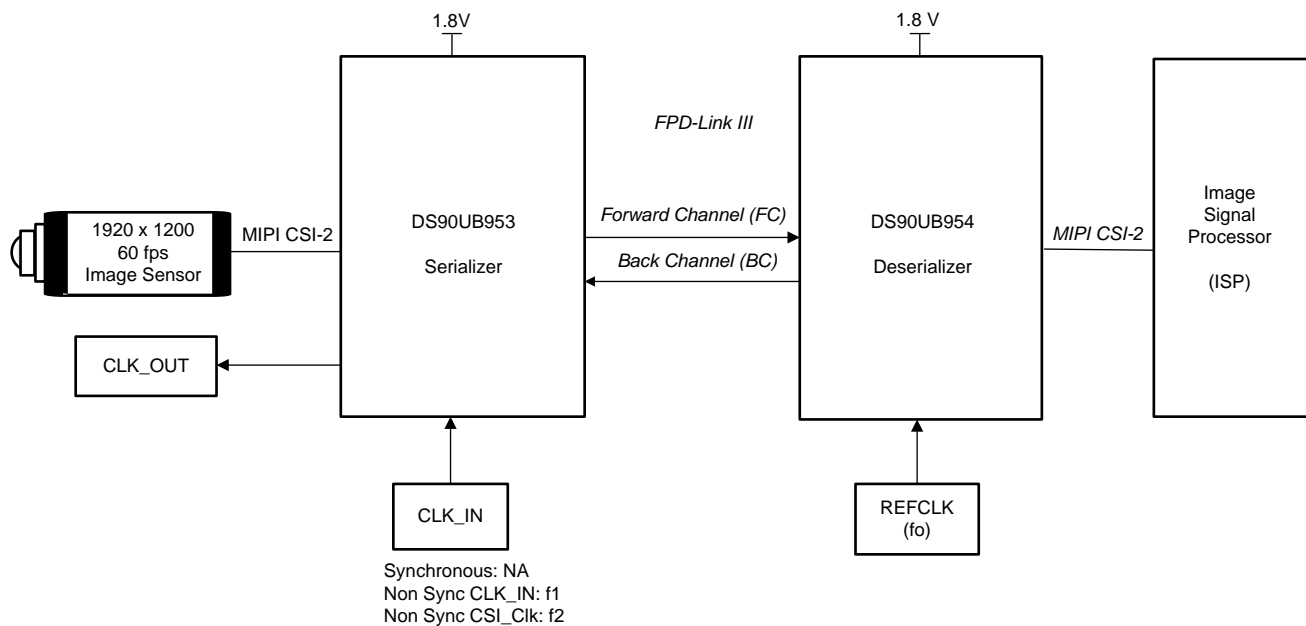 1.8V
1.8 V
FPD-Link III
1920 x 1200
60 fps
Image Sensor
MIPI CSI-2
DS90UB953
Serializer
Forward Channel (FC)
Back Channel (BC)
DS90UB954
Deserializer
MIPI CSI-2
Image
Signal
Processor
(ISP)
CLK_OUT
CLK_IN
REFCLK
(fo)
Synchronous: NA
Non Sync CLK_IN: f1
Non Sync CSI_Clk: f2